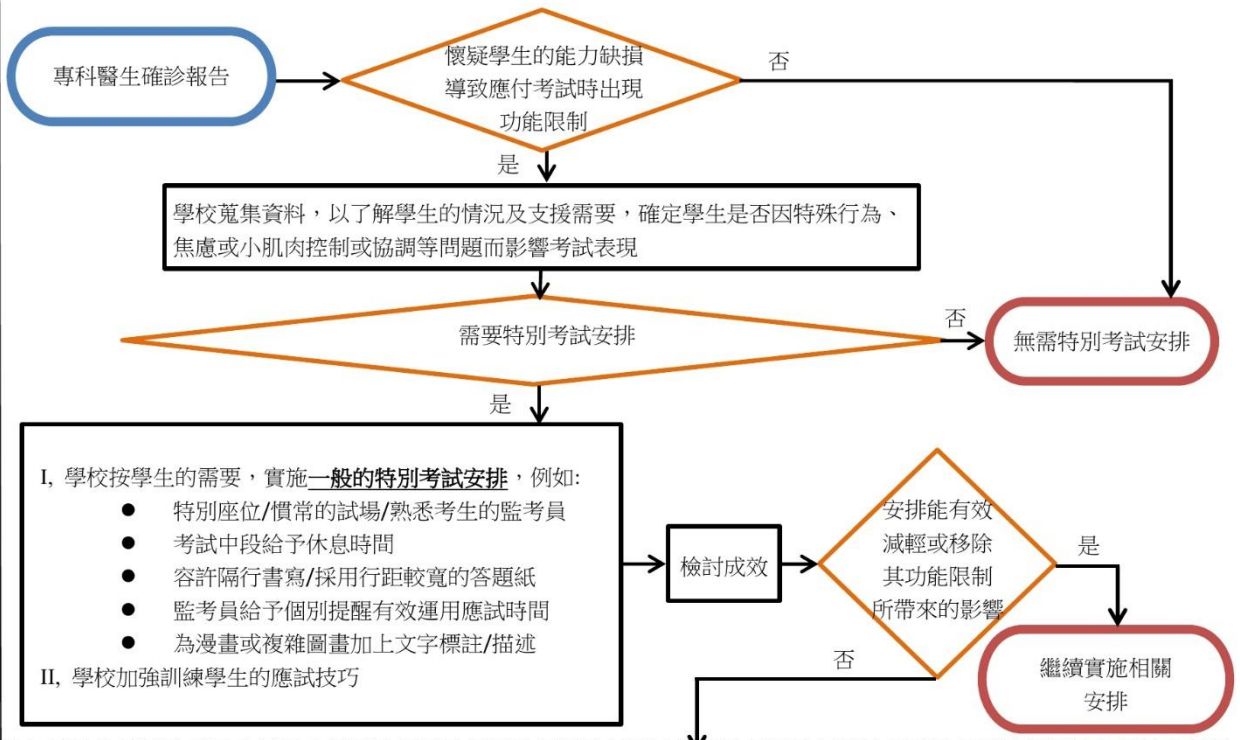 專科醫生確診報告
懷疑學生的能力缺損
導致應付考試時出現
功能限制
否
是
學校蒐集資料,以了解學生的情況及支援需要,確定學生是否因特殊行為、
焦慮或小肌肉控制或協調等問題而影響考試表現
需要特別考試安排
否
無需特別考試安排
是
I, 學校按學生的需要,實施一般的特別考試安排,例如:
● 特別座位/慣常的試場/熟悉考生的監考員
● 考試中段給予休息時間
● 容許隔行書寫/採用行距較寬的答題紙
● 監考員給予個別提醒有效運用應試時間
● 為漫畫或複雜圖畫加上文字標註/描述
II, 學校加強訓練學生的應試技巧
檢討成效
安排能有效
減輕或移除
其功能限制
所帶來的影響
是
否
繼續實施相關
安排